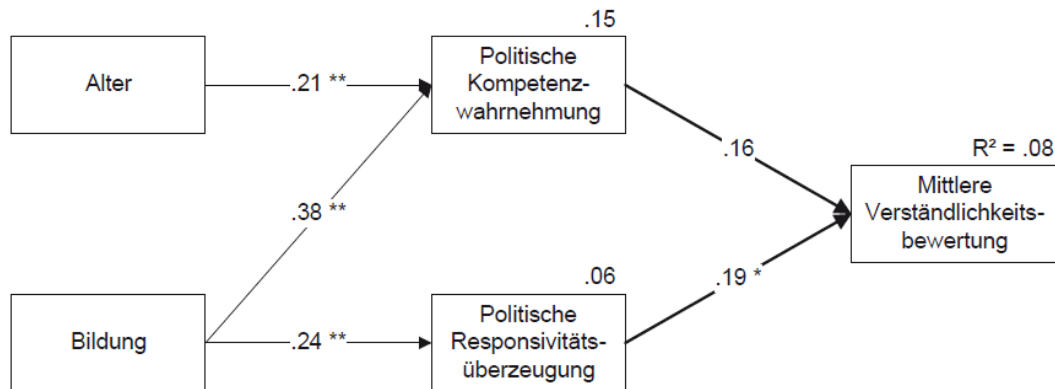 .15
Alter
.21 **
Politische
Kompetenz-
wahrnehmung
.16
R² = .08
Mittlere
Verständlichkeits-
bewertung
.38 **
.19 *
.06
Bildung
.24 **
Politische
Responsivitäts-
überzeugung